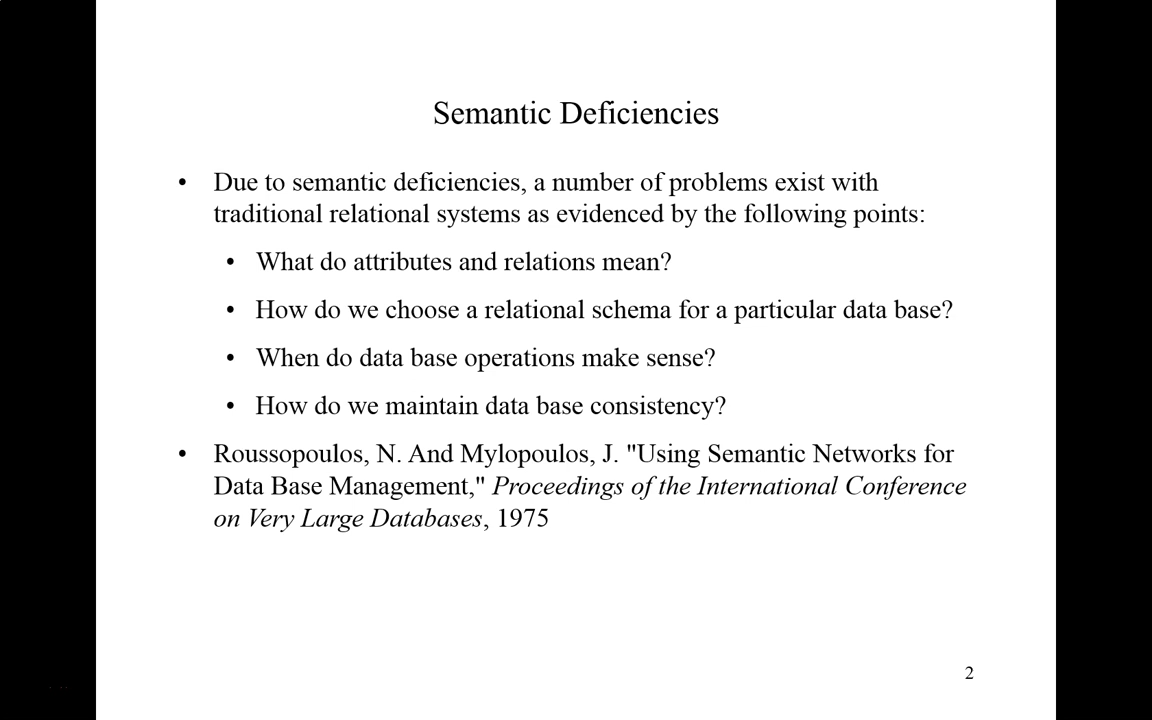 Semantic Deficiencies
• Due to semantic deficiencies, a number of problems exist with
traditional relational systems as evidenced by the following points:
• What do attributes and relations mean?
• How do we choose a relational schema for a particular data base?
• When do data base operations make sense?
• How do we maintain data base consistency?
• Roussopoulos, N. And Mylopoulos, J. "Using Semantic Networks for
Data Base Management," Proceedings of the International Conference
on Very Large Databases, 1975
2